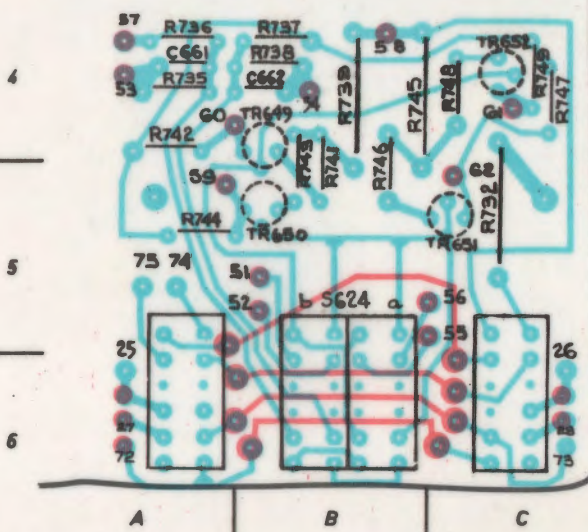 57 R736 R737
C661 R738 58 TR652
4 53 R735 C662 R739 R745 R748 R749 R747
TR649
R742 60 61
R743 R741 R746
59 62
R744 TR650 R732
TR651
5 75 74 51
52 b S624 a 56
55
25 26
27
6 72 73
A B C